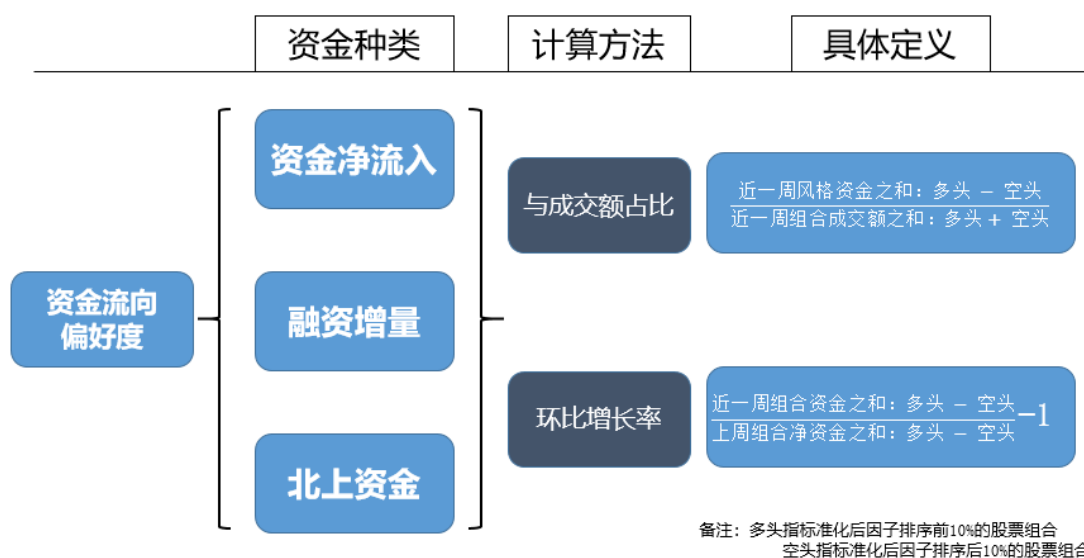 资金种类
计算方法
具体定义
资金净流入
与成交额占比
近一周风格资金之和: 多头 − 空头
近一周组合成交额之和: 多头 + 空头
资金流向
偏好度
融资增量
环比增长率
近一周组合资金之和: 多头 − 空头
上周组合净资金之和: 多头 − 空头
−1
北上资金
备注: 多头指标准化后因子排序前10%的股票组合
空头指标准化后因子排序后10%的股票组合